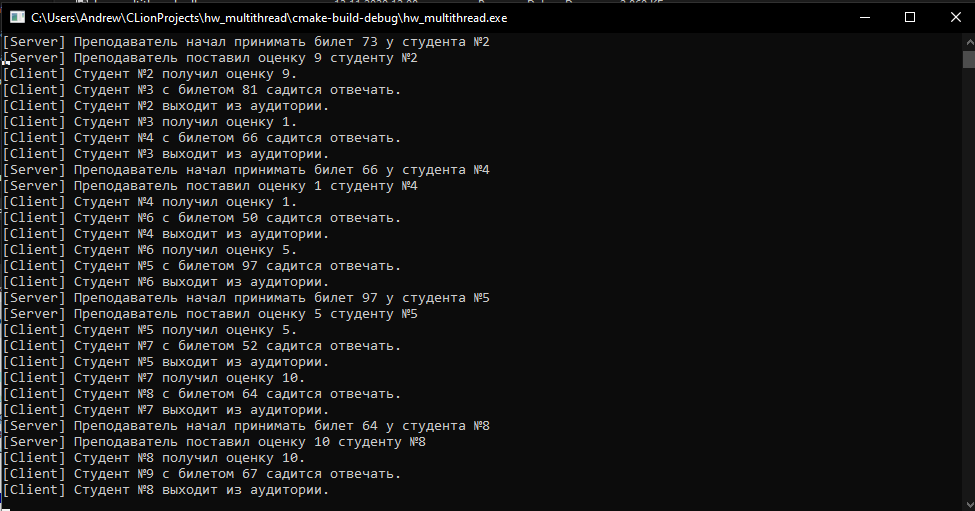 C:\Users\Andrew\CLionProjects\hw_multithread\cmake-build-debug\hw_multithread.exe
[Server] Преподаватель начал принимать билет 73 у студента №2
[Server] Преподаватель поставил оценку 9 студенту №2
[Client] Студент №2 получил оценку 9.
[Client] Студент №3 с билетом 81 садится отвечать.
[Client] Студент №2 выходит из аудитории.
[Client] Студент №3 получил оценку 1.
[Client] Студент №4 с билетом 66 садится отвечать.
[Client] Студент №3 выходит из аудитории.
[Server] Преподаватель начал принимать билет 66 у студента №4
[Server] Преподаватель поставил оценку 1 студенту №4
[Client] Студент №4 получил оценку 1.
[Client] Студент №6 с билетом 50 садится отвечать.
[Client] Студент №4 выходит из аудитории.
[Client] Студент №6 получил оценку 5.
[Client] Студент №5 с билетом 97 садится отвечать.
[Client] Студент №6 выходит из аудитории.
[Server] Преподаватель начал принимать билет 97 у студента №5
[Server] Преподаватель поставил оценку 5 студенту №5
[Client] Студент №5 получил оценку 5.
[Client] Студент №7 с билетом 52 садится отвечать.
[Client] Студент №5 выходит из аудитории.
[Client] Студент №7 получил оценку 10.
[Client] Студент №8 с билетом 64 садится отвечать.
[Client] Студент №7 выходит из аудитории.
[Server] Преподаватель начал принимать билет 64 у студента №8
[Server] Преподаватель поставил оценку 10 студенту №8
[Client] Студент №8 получил оценку 10.
[Client] Студент №9 с билетом 67 садится отвечать.
[Client] Студент №8 выходит из аудитории.